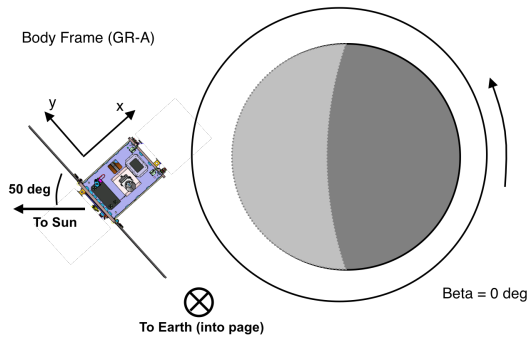 Body Frame (GR-A)
y
x
50 deg
To Sun
Beta = 0 deg
To Earth (into page)